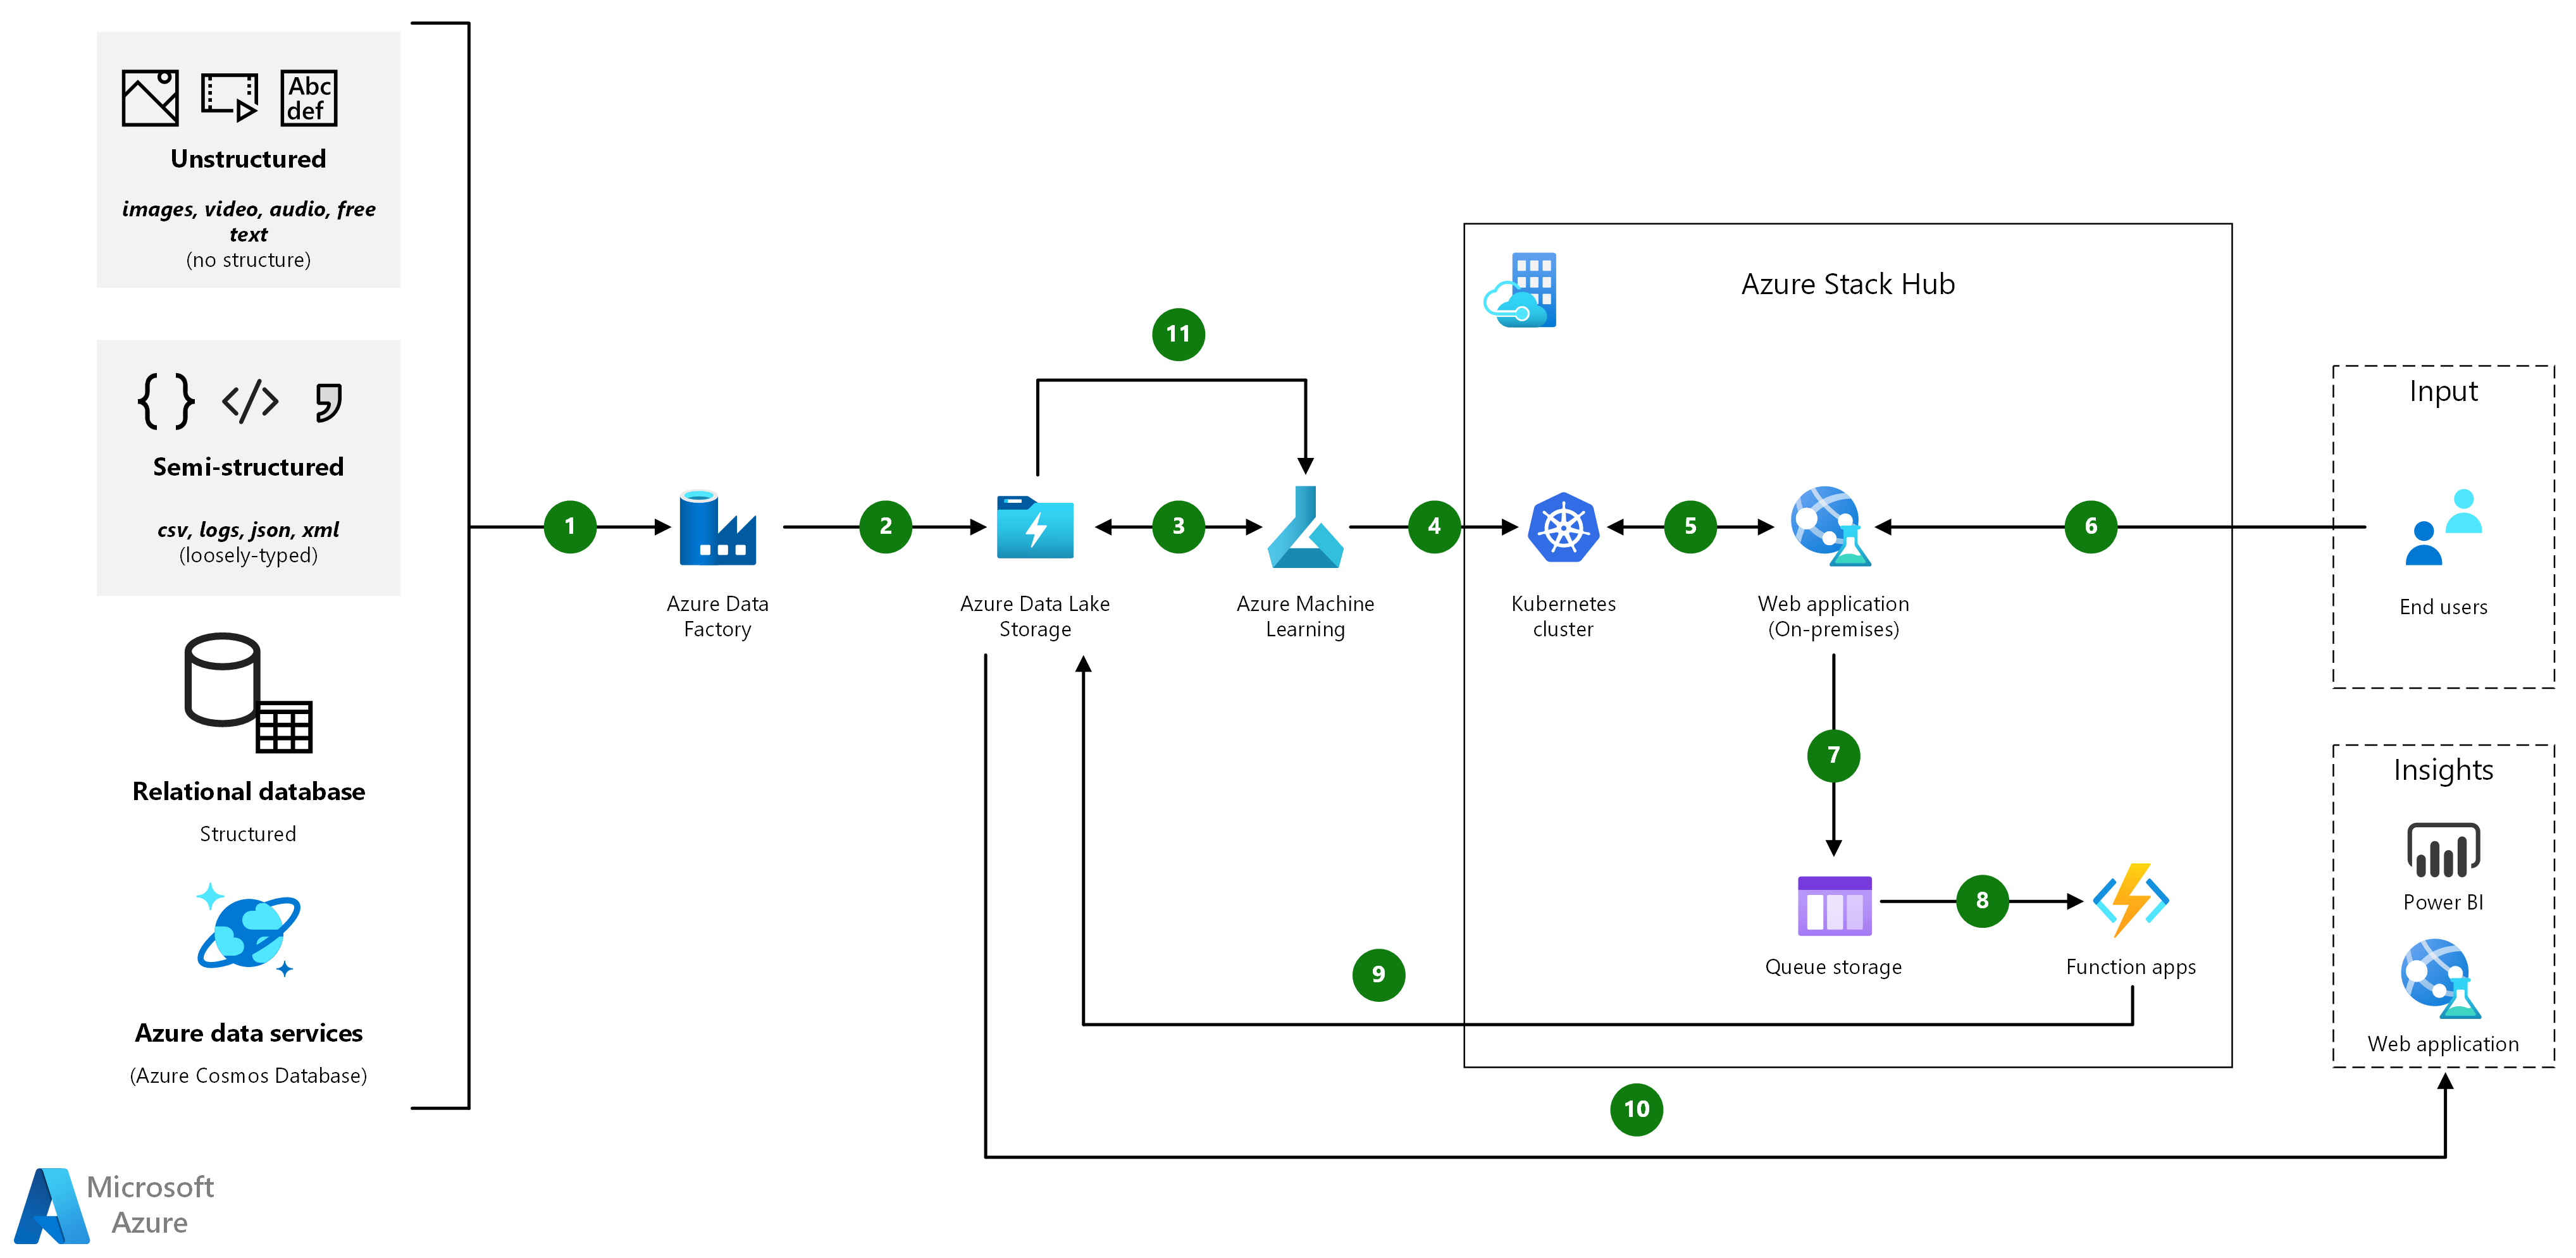 Abc
def
Unstructured
images, video, audio, free
text
(no structure)
Semi-structured
csv, logs, json, xml
(loosely-typed)
Relational database
Structured
Azure data services
(Azure Cosmos Database)
Microsoft
Azure
1
Azure Data
Factory
2
Azure Data Lake
Storage
11
3
Azure Machine
Learning
4
Azure Stack Hub
Kubernetes
cluster
5
Web application
(On-premises)
6
7
Queue storage
8
Function apps
9
10
Input
End users
Insights
Power BI
Web application